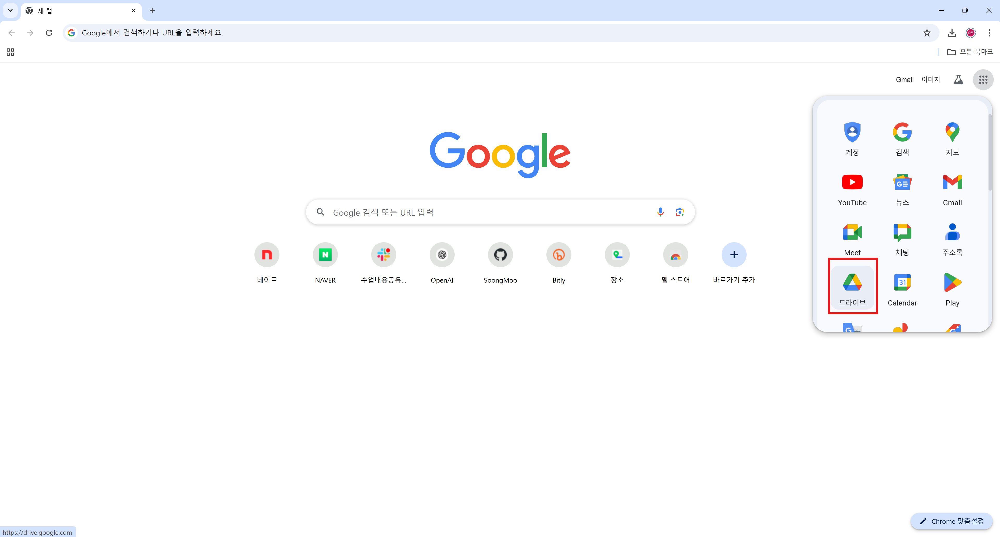 새 탭
Google에서 검색하거나 URL을 입력하세요.
숭무
모든 북마크
Gmail 이미지
Google
계정 검색 지도
YouTube 뉴스 Gmail
Meet 채팅 주소록
드라이브 31 Calendar Play
Google 검색 또는 URL 입력
네이트 NAVER 수업내용공유... OpenAI SoongMoo Bitly 장소 웹 스토어 바로가기 추가
Chrome 맞춤설정
https://drive.google.com